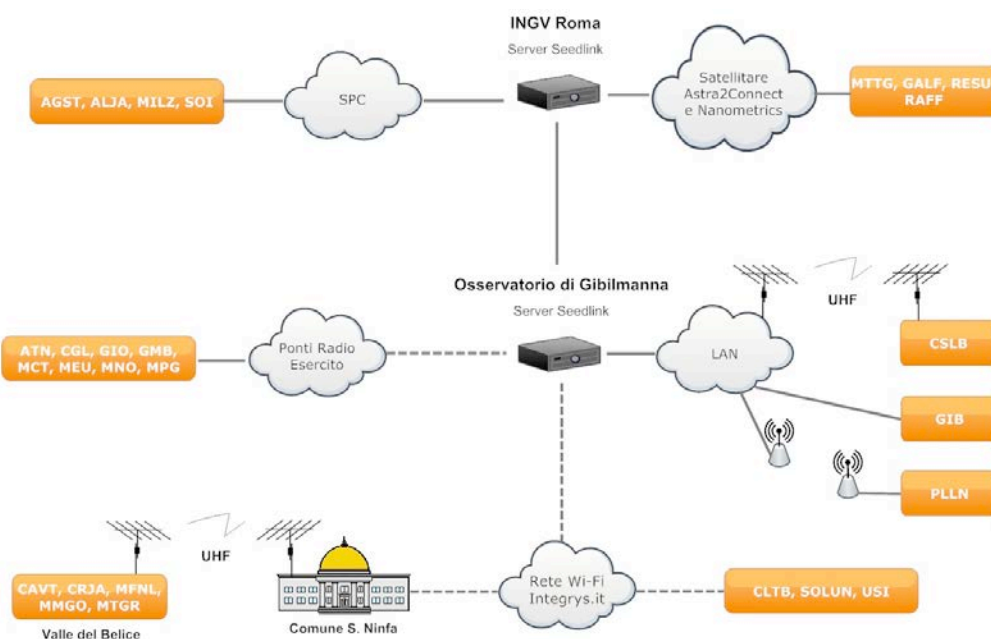 INGV Roma
Server Seedlink
AGST, ALJA, MILZ, SOI
SPC
Satellitare
Astra2Connect
e Nanometrics
MTTG, GALF, RESU
RAFF
Osservatorio di Gibilmanna
Server Seedlink
UHF
ATN, CGL, GIO, GMB,
MCT, MEU, MNO, MPG
Ponti Radio
Esercito
LAN
CSLB
GIB
PLLN
UHF
CAVT, CRJA, MFNL,
MMGO, MTGR
Valle del Belice
Comune S. Ninfa
Rete Wi-Fi
Integrys.it
CLTB, SOLUN, USI